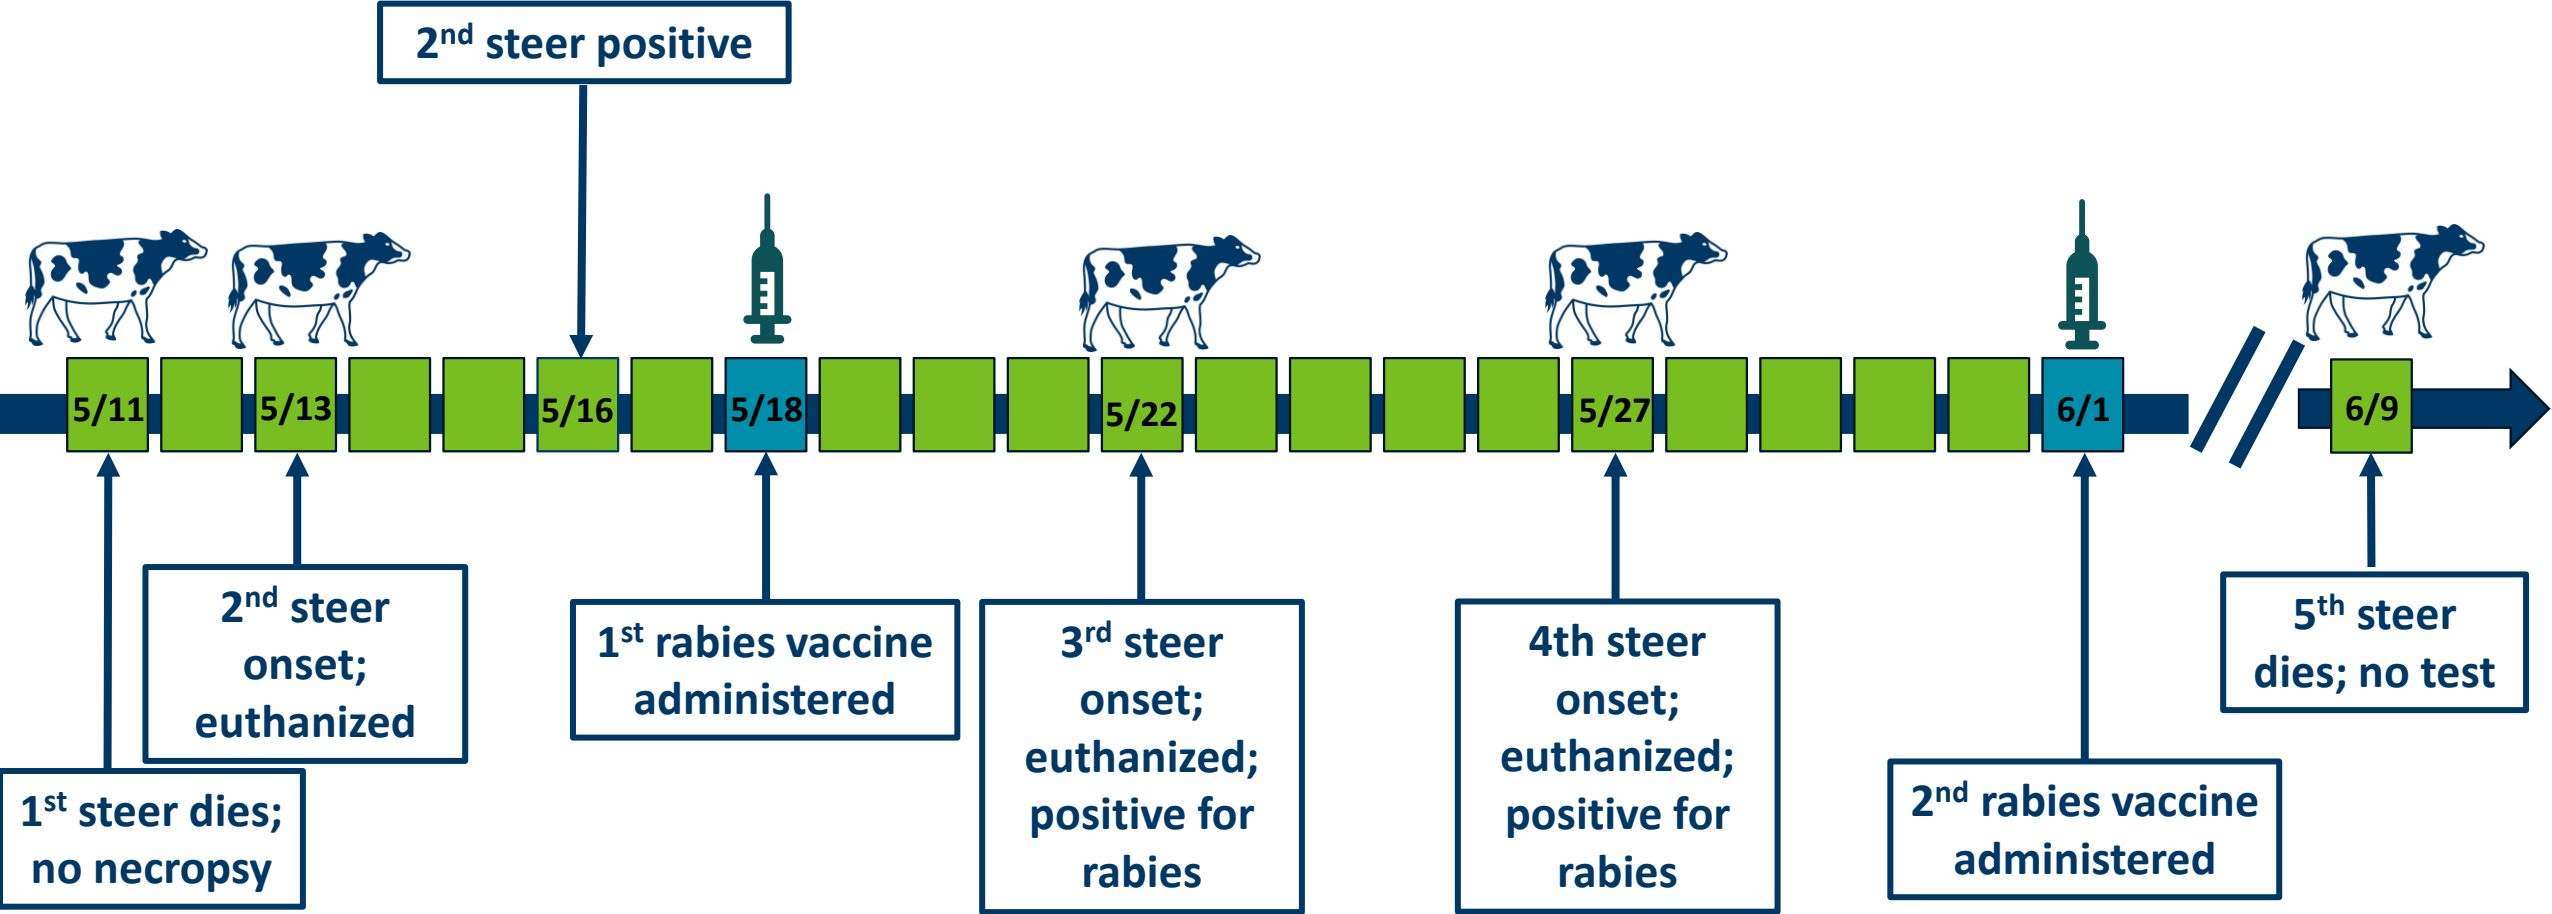 2nd steer positive
5/11
5/13
5/16
5/18
5/22
5/27
6/1
6/9
1st steer dies;
no necropsy
2nd steer
onset;
euthanized
1st rabies vaccine
administered
3rd steer
onset;
euthanized;
positive for
rabies
4th steer
onset;
euthanized;
positive for
rabies
2nd rabies vaccine
administered
5th steer
dies; no test